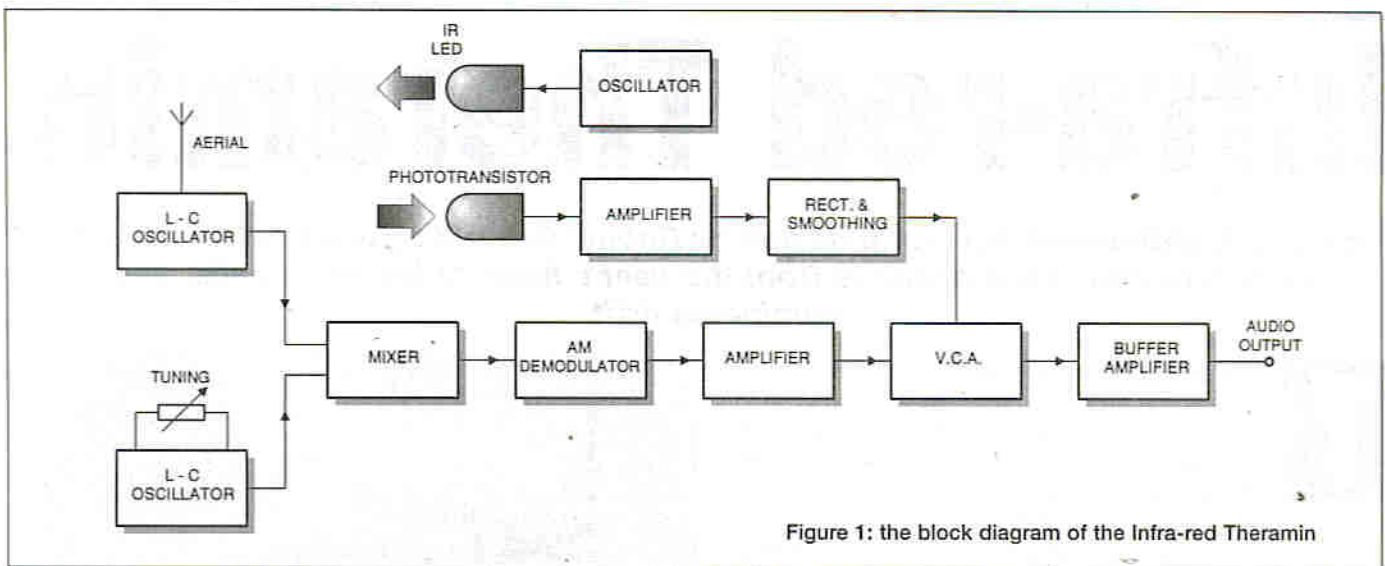 IR
LED
OSCILLATOR
AERIAL
PHOTOTRANSISTOR
AMPLIFIER
RECT. &
SMOOTHING
L - C
OSCILLATOR
MIXER
AM
DEMODULATOR
AMPLIFIER
V.C.A.
BUFFER
AMPLIFIER
AUDIO
OUTPUT
TUNING
L - C
OSCILLATOR
Figure 1: the block diagram of the Infra-red Theramin